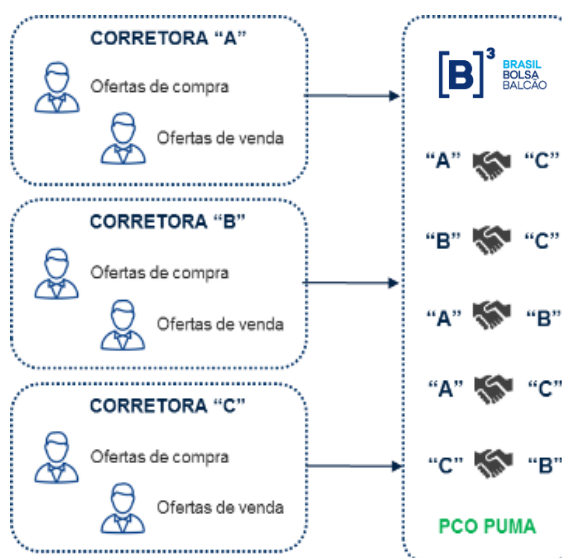 CORRETORA “A”
Ofertas de compra
Ofertas de venda
CORRETORA “B”
Ofertas de compra
Ofertas de venda
CORRETORA “C”
Ofertas de compra
Ofertas de venda
[B]³ BRASIL
BOLSA
BALCÃO
“A” “C”
“B” “C”
“A” “B”
“A” “C”
“C” “B”
PCO PUMA